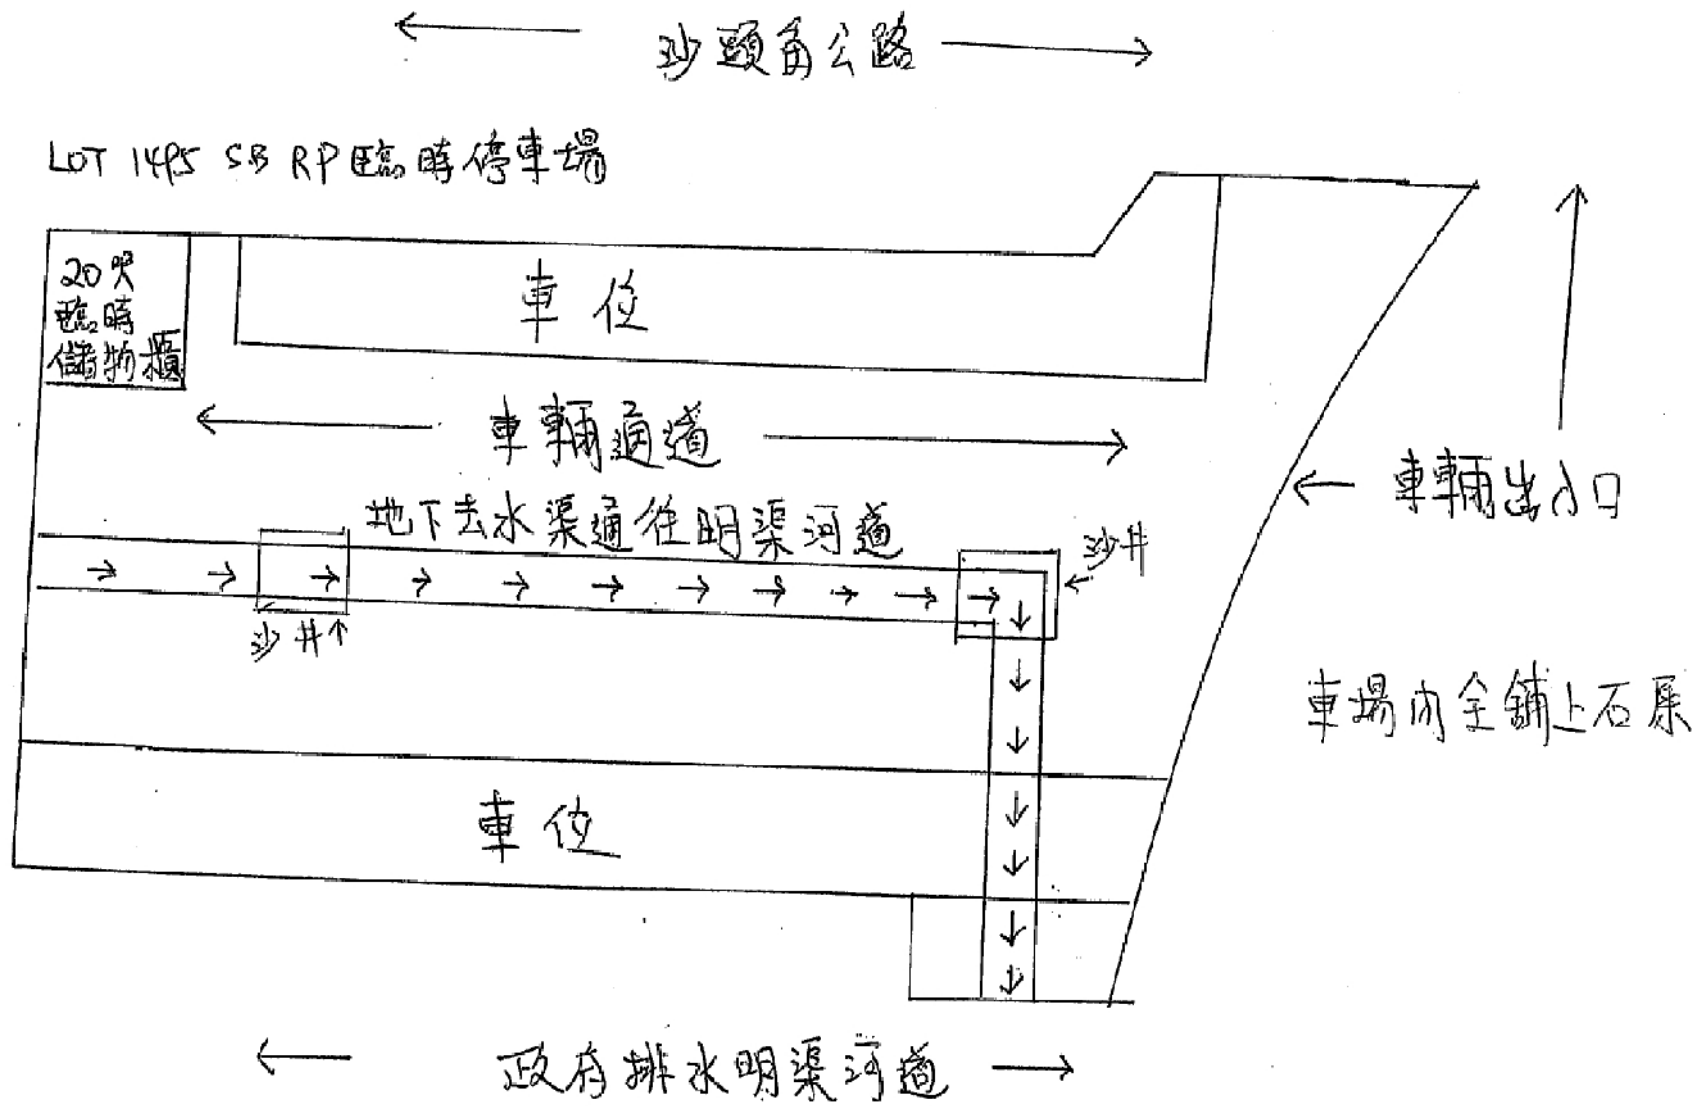 沙頭角公路
LOT 1495 SB RP 臨時停車場
20呎
臨時
儲物櫃
車位
車輛通道
地下去水渠通往明渠河道
車輛出入口
沙井
沙井
車場內全鋪上石屎
車位
政府排水明渠河道